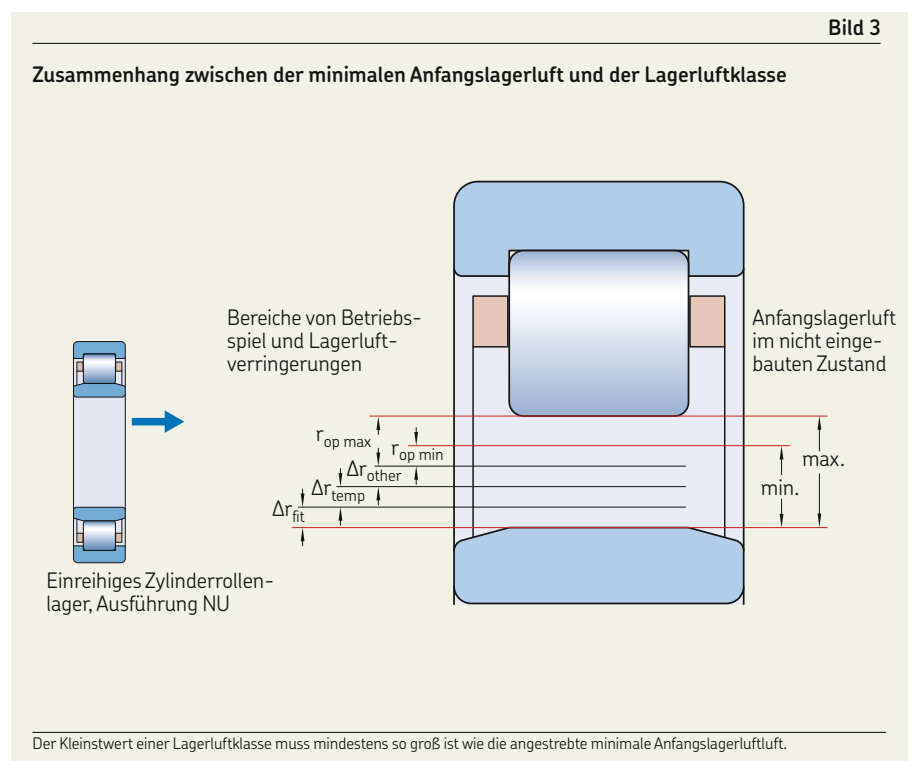 Bild 3
Zusammenhang zwischen der minimalen Anfangslagerluft und der Lagerluftklasse
Bereiche von Betriebs-
spiel und Lagerluft-
verringerungen
Anfangslagerluft
im nicht einge-
bauten Zustand
r op max
r op min
Δr other
Δr temp
Δr fit
max.
min.
Einreihiges Zylinderrollen-
lager, Ausführung NU
Der Kleinstwert einer Lagerluftklasse muss mindestens so groß ist wie die angestrebte minimale Anfangslagerluftluft.